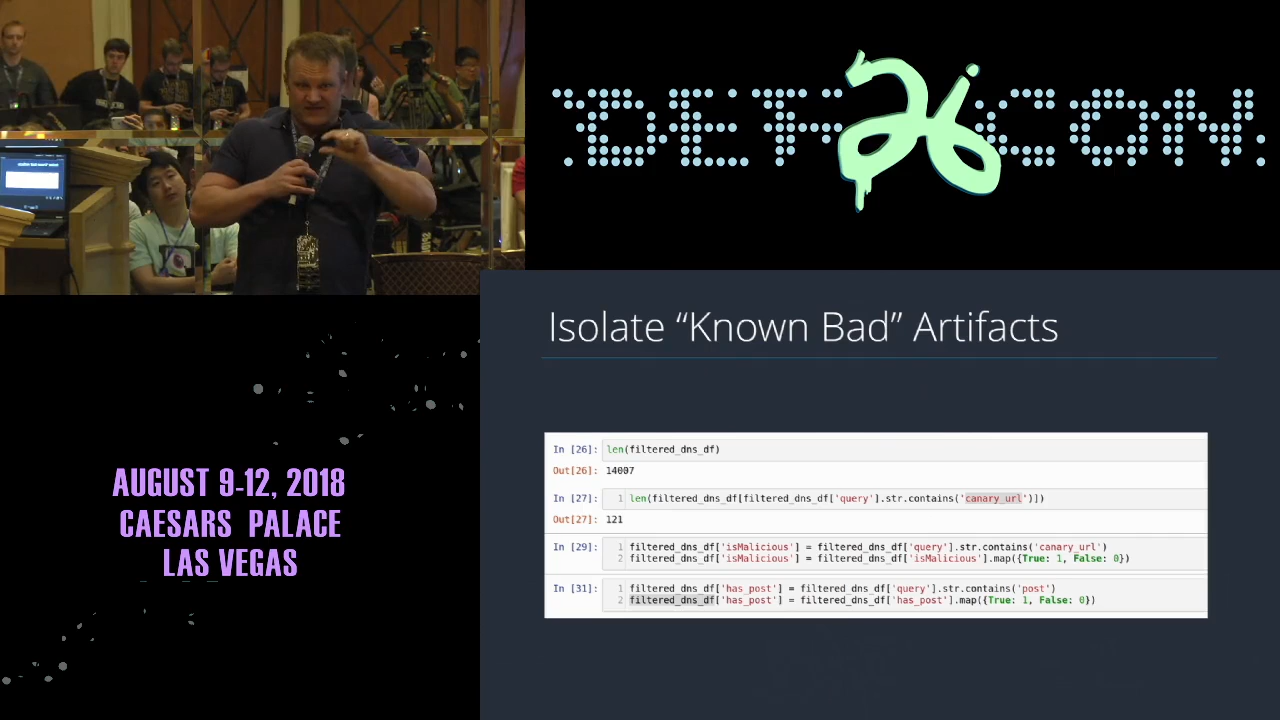 DEF 26 CON
Isolate “Known Bad” Artifacts
In [26]: len(filtered_dns_df)
Out[26]: 14007
In [27]: 1 len(filtered_dns_df[filtered_dns_df['query'].str.contains('canary_url')])
Out[27]: 121
In [29]: 1 filtered_dns_df['isMalicious'] = filtered_dns_df['query'].str.contains('canary_url')
2 filtered_dns_df['isMalicious'] = filtered_dns_df['isMalicious'].map({True: 1, False: 0})
In [31]: 1 filtered_dns_df['has_post'] = filtered_dns_df['query'].str.contains('post')
2 filtered_dns_df['has_post'] = filtered_dns_df['has_post'].map({True: 1, False: 0})
AUGUST 9-12, 2018
CAESARS PALACE
LAS VEGAS